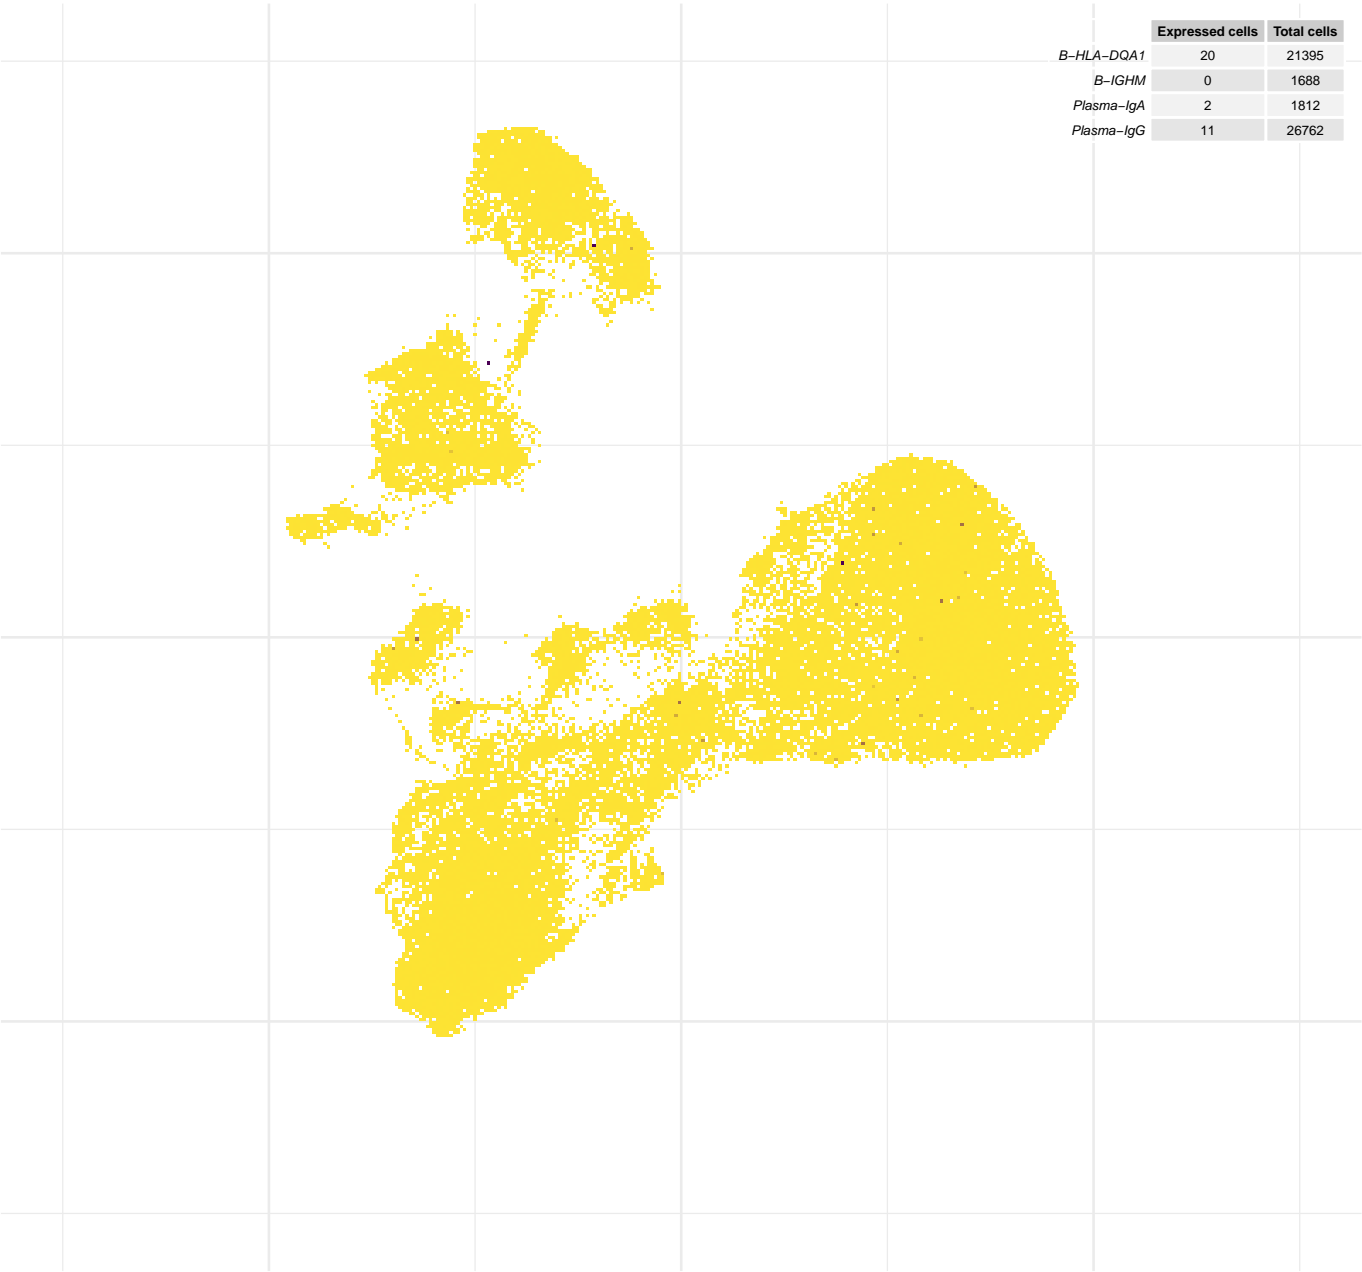 Expressed cells Total cells
B−HLA−DQA1 20 21395
B−IGHM 0 1688
Plasma−IgA 2 1812
Plasma−IgG 11 26762